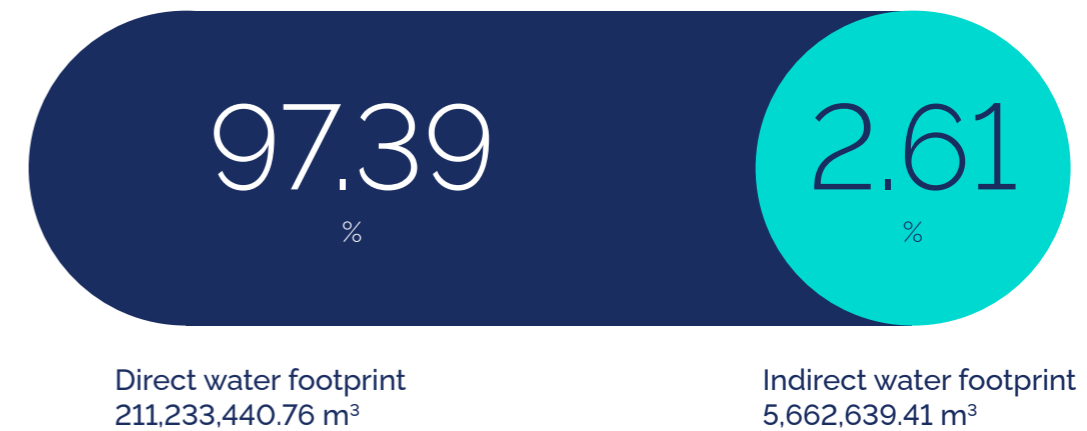 97.39
%
2.61
%
Direct water footprint
211,233,440.76 m³
Indirect water footprint
5,662,639.41 m³